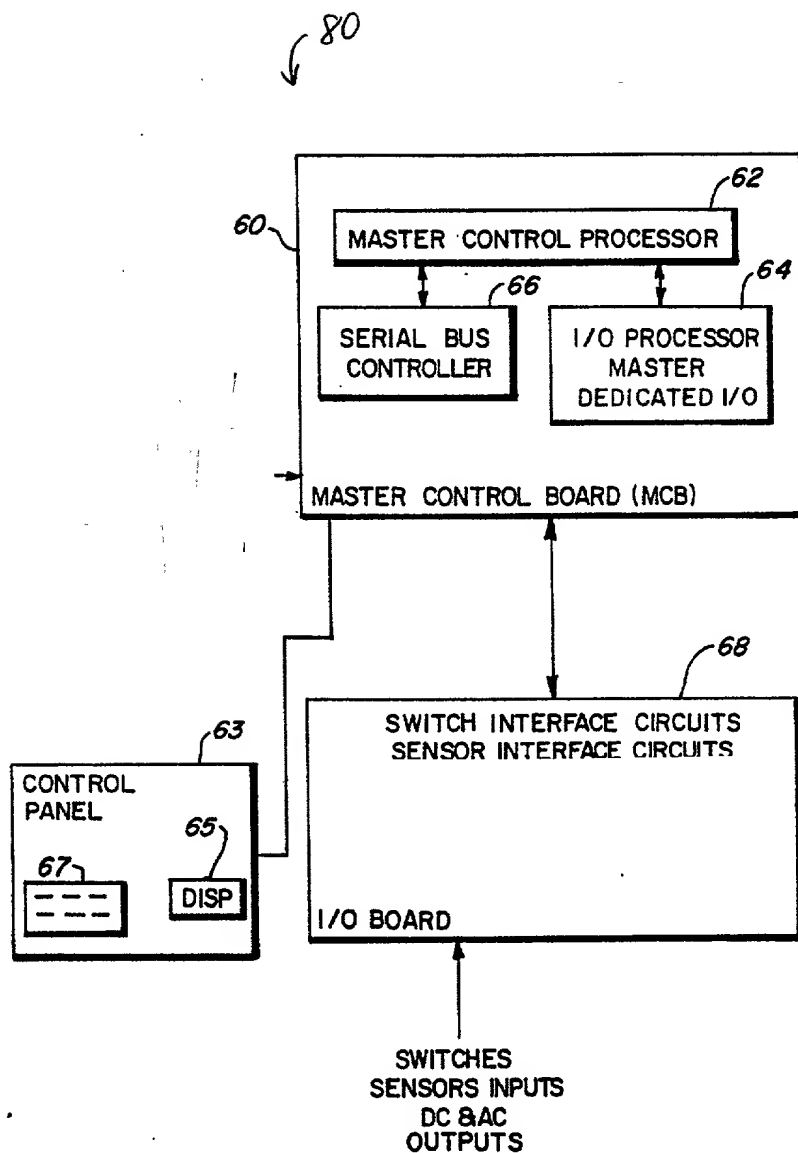 80
62
60
MASTER CONTROL PROCESSOR
66
64
SERIAL BUS
CONTROLLER
I/O PROCESSOR
MASTER
DEDICATED I/O
MASTER CONTROL BOARD (MCB)
68
SWITCH INTERFACE CIRCUITS
SENSOR INTERFACE CIRCUITS
63
CONTROL
PANEL
65
67
DISP
I/O BOARD
SWITCHES
SENSORS INPUTS
DC & AC
OUTPUTS